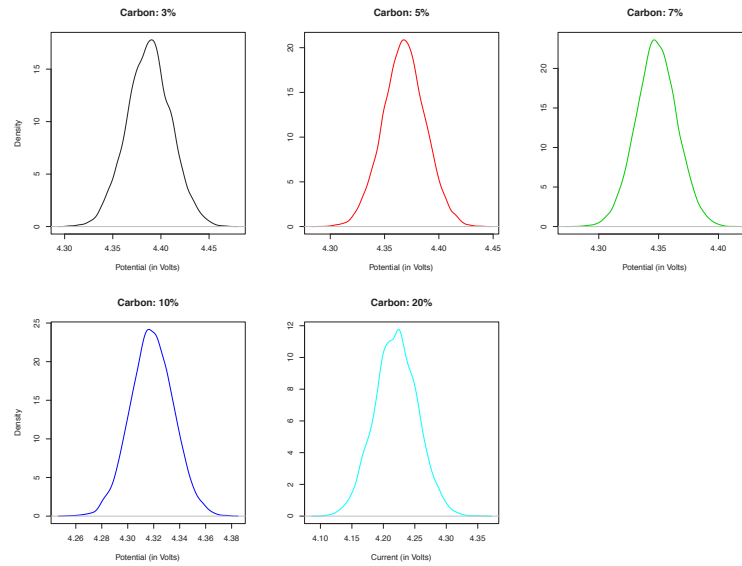 Carbon: 3%
Density
15
10
5
0
4.30 4.35 4.40 4.45
Potential (in Volts)
Carbon: 5%
20
15
10
5
0
4.30 4.35 4.40 4.45
Potential (in Volts)
Carbon: 7%
20
15
10
5
0
4.30 4.35 4.40
Potential (in Volts)
Carbon: 10%
Density
25
20
15
10
5
0
4.26 4.28 4.30 4.32 4.34 4.36 4.38
Potential (in Volts)
Carbon: 20%
12
10
8
6
4
2
0
4.10 4.15 4.20 4.25 4.30 4.35
Current (in Volts)